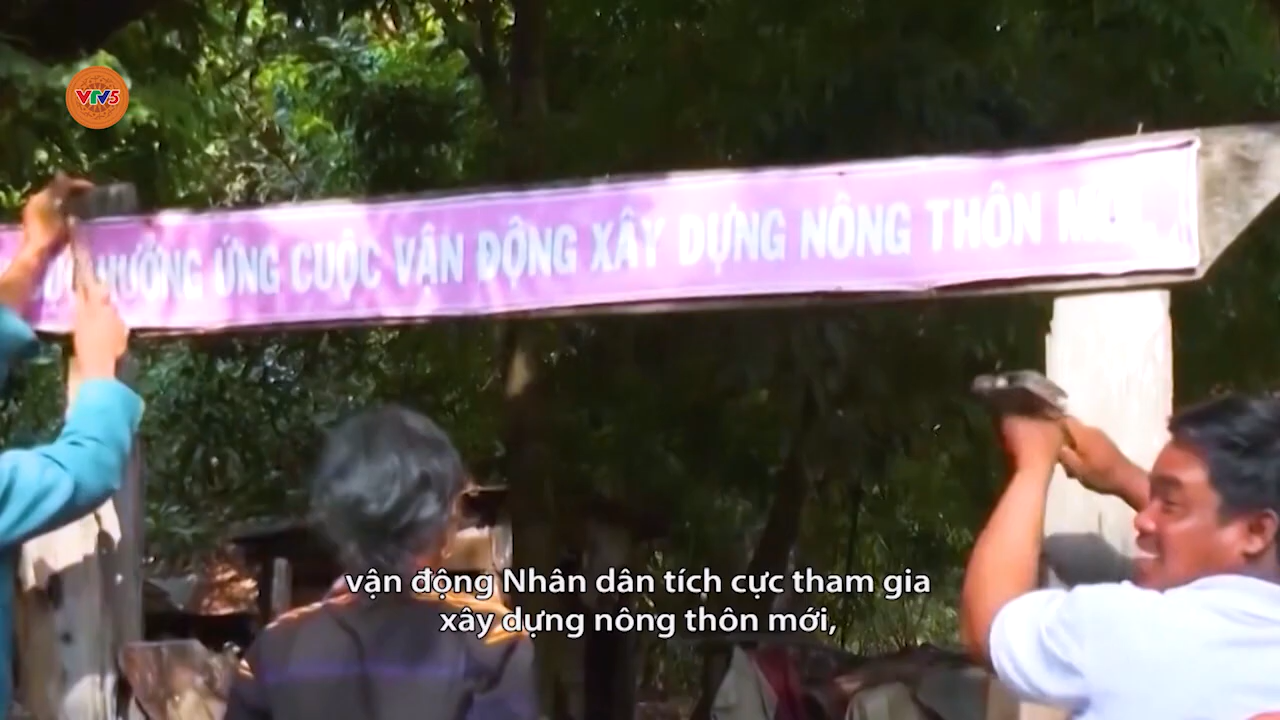 VTV5
HƯỞNG ỨNG CUỘC VẬN ĐỘNG XÂY DỰNG NÔNG THÔN MỚI
vận động Nhân dân tích cực tham gia
xây dựng nông thôn mới,